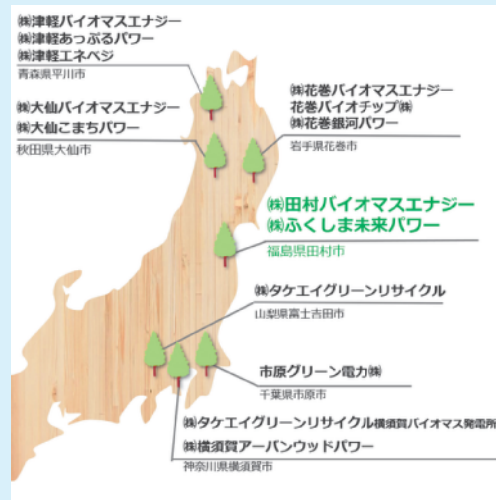 ㈱津軽バイオマスエナジー
㈱津軽あっぷるパワー
㈱津軽エネベジ
青森県平川市
㈱大仙バイオマスエナジー
㈱大仙こまちパワー
秋田県大仙市
㈱花巻バイオマスエナジー
花巻バイオチップ㈱
㈱花巻銀河パワー
岩手県花巻市
㈱田村バイオマスエナジー
㈱ふくしま未来パワー
福島県田村市
㈱タケエイグリーンリサイクル
山梨県富士吉田市
市原グリーン電力㈱
千葉県市原市
㈱タケエイグリーンリサイクル横須賀バイオマス発電所
㈱横須賀アーバンウッドパワー
神奈川県横須賀市